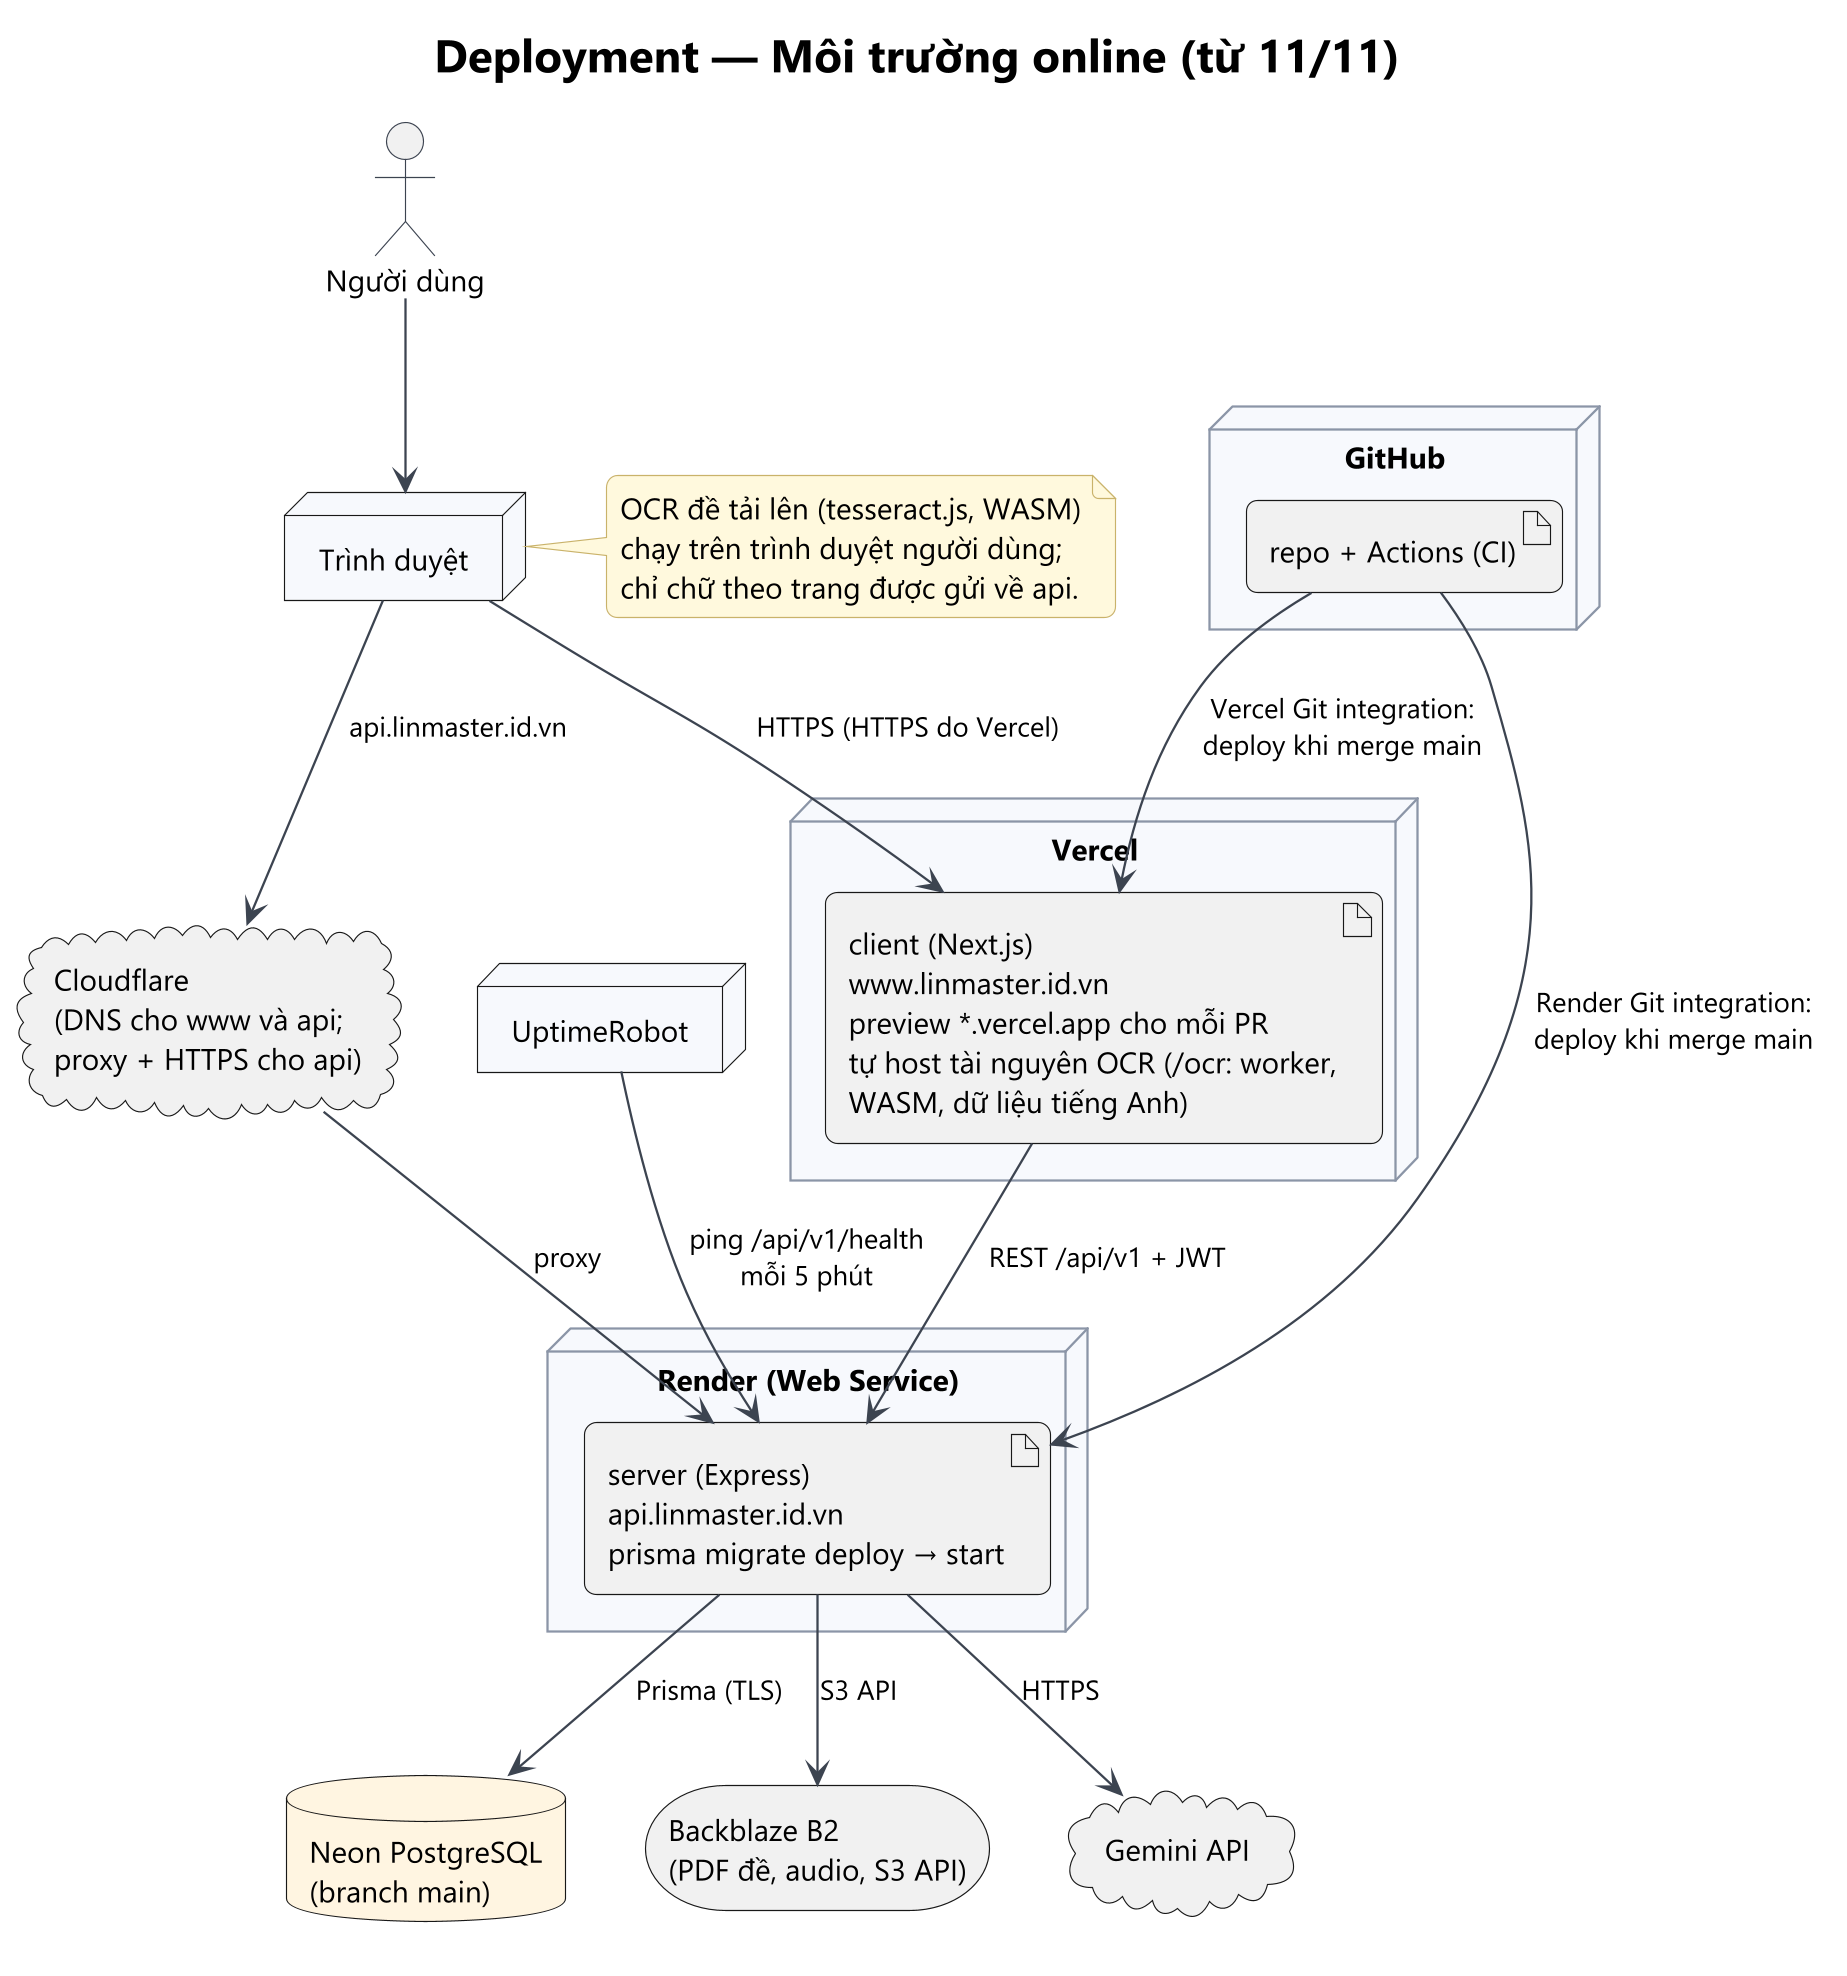 Deployment — Môi trường online (từ 11/11)
Người dùng
Trình duyệt
OCR đề tải lên (tesseract.js, WASM)
chạy trên trình duyệt người dùng;
chỉ chữ theo trang được gửi về api.
GitHub
repo + Actions (CI)
api.linmaster.id.vn
HTTPS (HTTPS do Vercel)
Vercel Git integration:
deploy khi merge main
Vercel
client (Next.js)
www.linmaster.id.vn
preview *.vercel.app cho mỗi PR
tự host tài nguyên OCR (/ocr: worker,
WASM, dữ liệu tiếng Anh)
Cloudflare
(DNS cho www và api;
proxy + HTTPS cho api)
UptimeRobot
Render Git integration:
deploy khi merge main
proxy
ping /api/v1/health
mỗi 5 phút
REST /api/v1 + JWT
Render (Web Service)
server (Express)
api.linmaster.id.vn
prisma migrate deploy → start
Prisma (TLS)
S3 API
HTTPS
Neon PostgreSQL
(branch main)
Backblaze B2
(PDF đề, audio, S3 API)
Gemini API